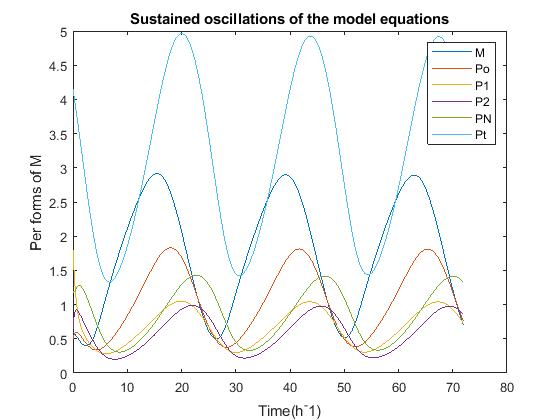 Sustained oscillations of the model equations
5
4.5
4
3.5
3
2.5
2
1.5
1
0.5
0
Per forms of M
M
Po
P1
P2
PN
Pt
0 10 20 30 40 50 60 70 80
Time(h⁻1)